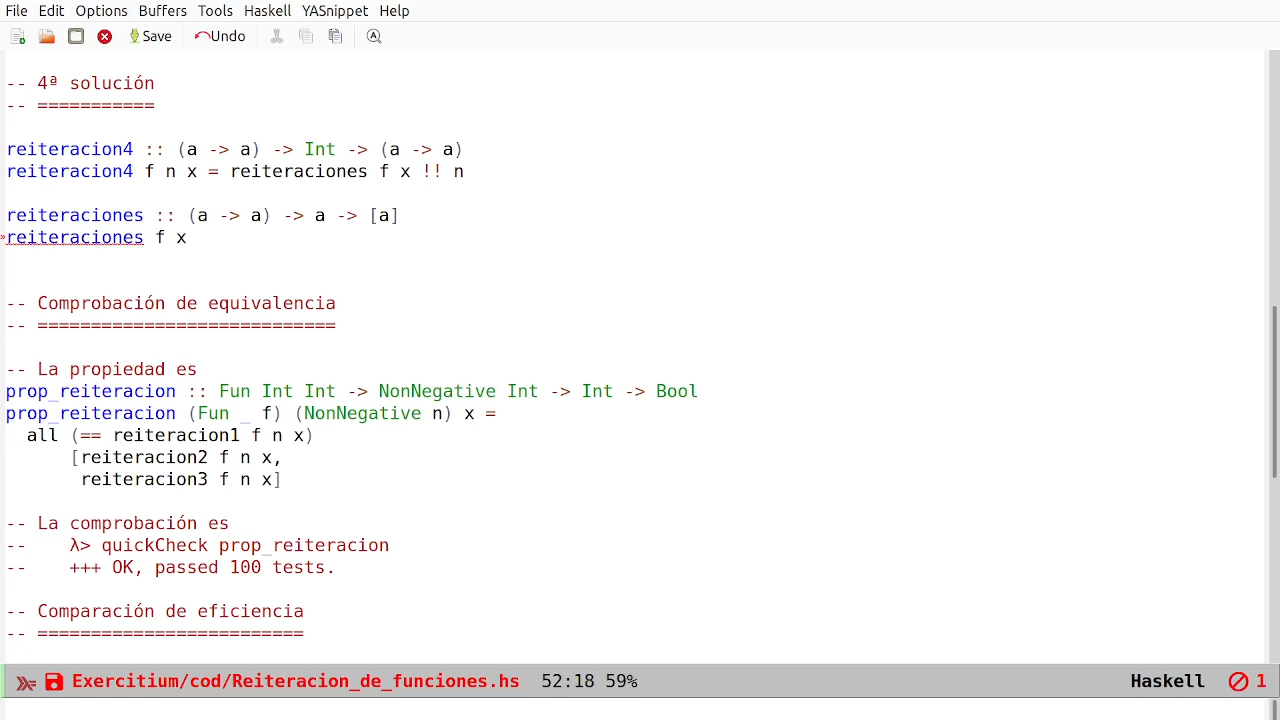 File Edit Options Buffers Tools Haskell YASnippet Help
Save Undo
-- 4ª solución
-- ===========
reiteracion4 :: (a -> a) -> Int -> (a -> a)
reiteracion4 f n x = reiteraciones f x !! n
reiteraciones :: (a -> a) -> a -> [a]
»reiteraciones f x
-- Comprobación de equivalencia
-- ============================
-- La propiedad es
prop_reiteracion :: Fun Int Int -> NonNegative Int -> Int -> Bool
prop_reiteracion (Fun _ f) (NonNegative n) x =
  all (== reiteracion1 f n x)
      [reiteracion2 f n x,
       reiteracion3 f n x]
-- La comprobación es
--    λ> quickCheck prop_reiteracion
--    +++ OK, passed 100 tests.
-- Comparación de eficiencia
-- =========================
Exercitium/cod/Reiteracion_de_funciones.hs 52:18 59% Haskell 1